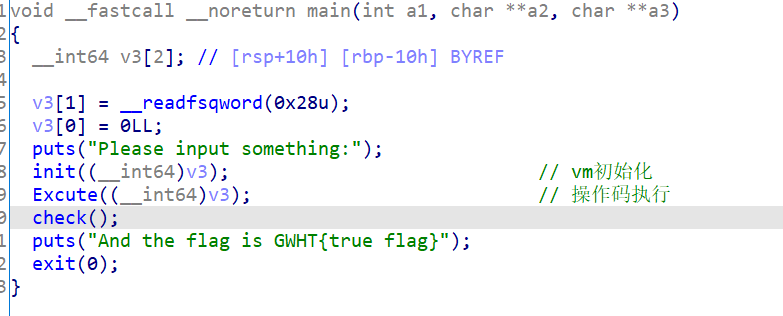 1void __fastcall __noreturn main(int a1, char **a2, char **a3)
2{
3  __int64 v3[2]; // [rsp+10h] [rbp-10h] BYREF
4
5  v3[1] = __readfsqword(0x28u);
6  v3[0] = 0LL;
7  puts("Please input something:");
8  init((__int64)v3);                            // vm初始化
9  Excute((__int64)v3);                          // 操作码执行
0  check();
1  puts("And the flag is GWHT{true flag}");
2  exit(0);
3}